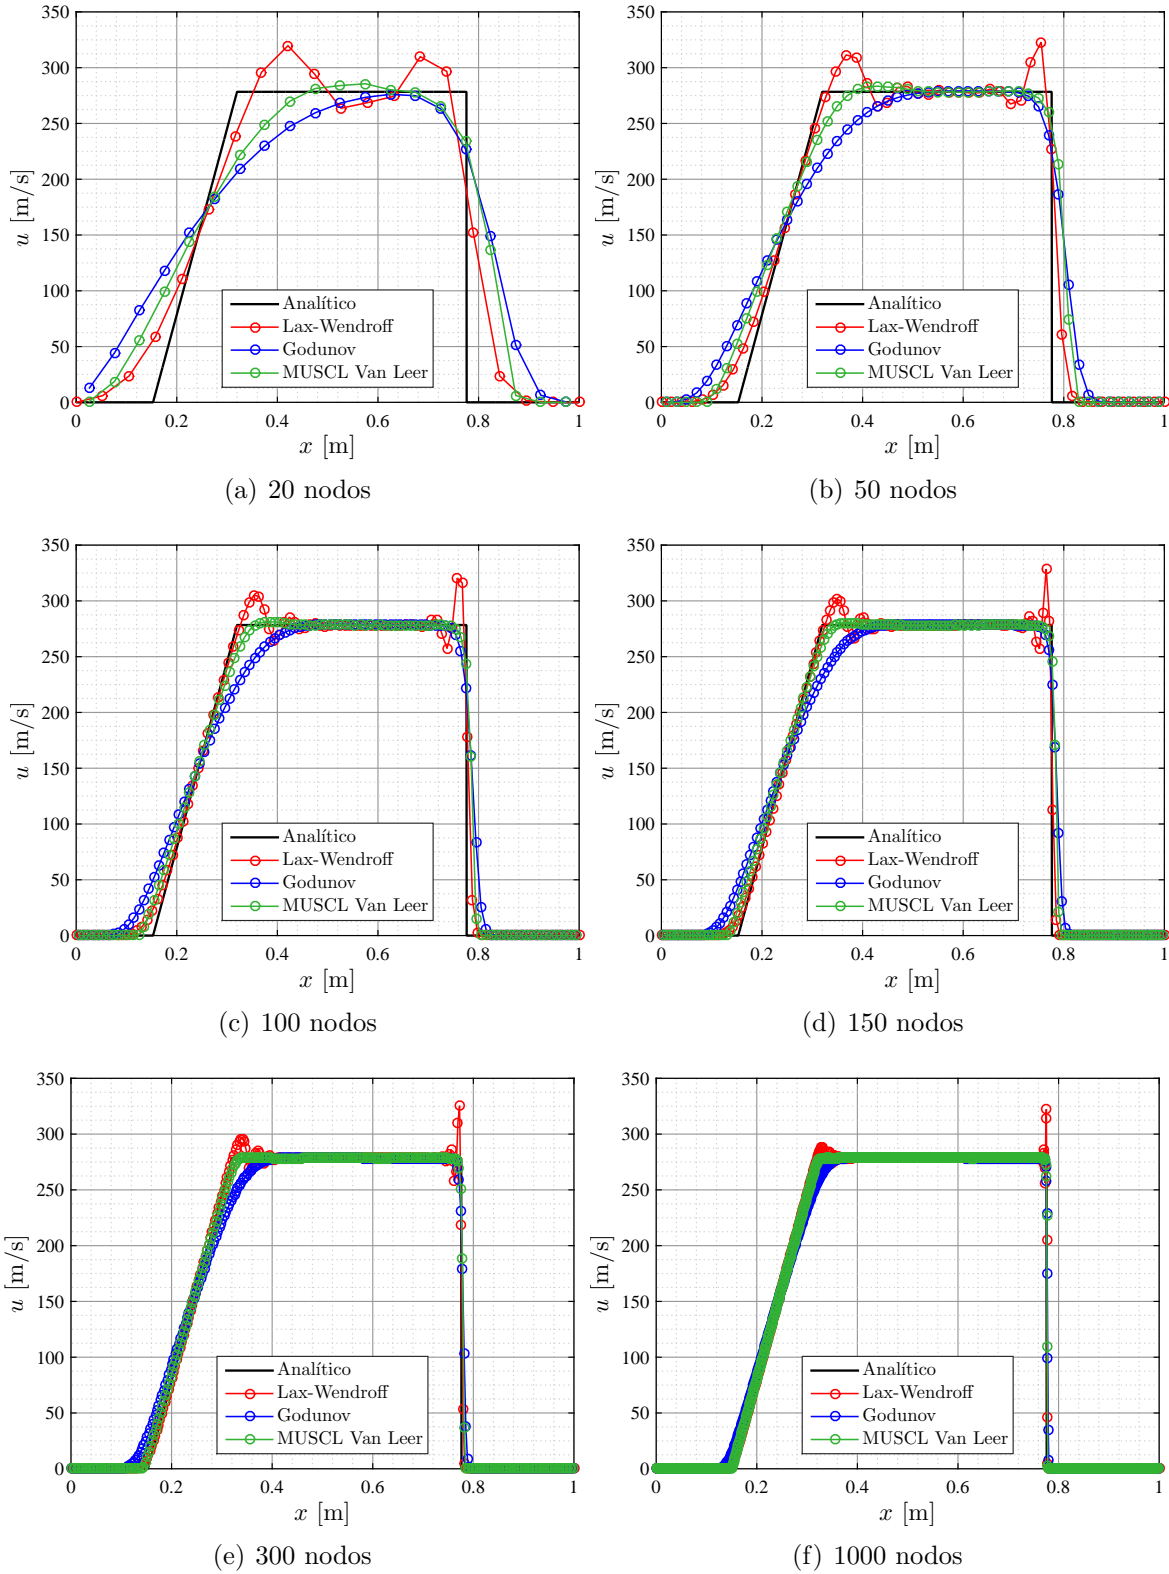 350
300
250
200
150
100
50
0
u [m/s]
Analítico
Lax-Wendroff
Godunov
MUSCL Van Leer
0 0.2 0.4 0.6 0.8 1
x [m]
(a) 20 nodos
350
300
250
200
150
100
50
0
u [m/s]
Analítico
Lax-Wendroff
Godunov
MUSCL Van Leer
0 0.2 0.4 0.6 0.8 1
x [m]
(b) 50 nodos
350
300
250
200
150
100
50
0
u [m/s]
Analítico
Lax-Wendroff
Godunov
MUSCL Van Leer
0 0.2 0.4 0.6 0.8 1
x [m]
(c) 100 nodos
350
300
250
200
150
100
50
0
u [m/s]
Analítico
Lax-Wendroff
Godunov
MUSCL Van Leer
0 0.2 0.4 0.6 0.8 1
x [m]
(d) 150 nodos
350
300
250
200
150
100
50
0
u [m/s]
Analítico
Lax-Wendroff
Godunov
MUSCL Van Leer
0 0.2 0.4 0.6 0.8 1
x [m]
(e) 300 nodos
350
300
250
200
150
100
50
0
u [m/s]
Analítico
Lax-Wendroff
Godunov
MUSCL Van Leer
0 0.2 0.4 0.6 0.8 1
x [m]
(f) 1000 nodos